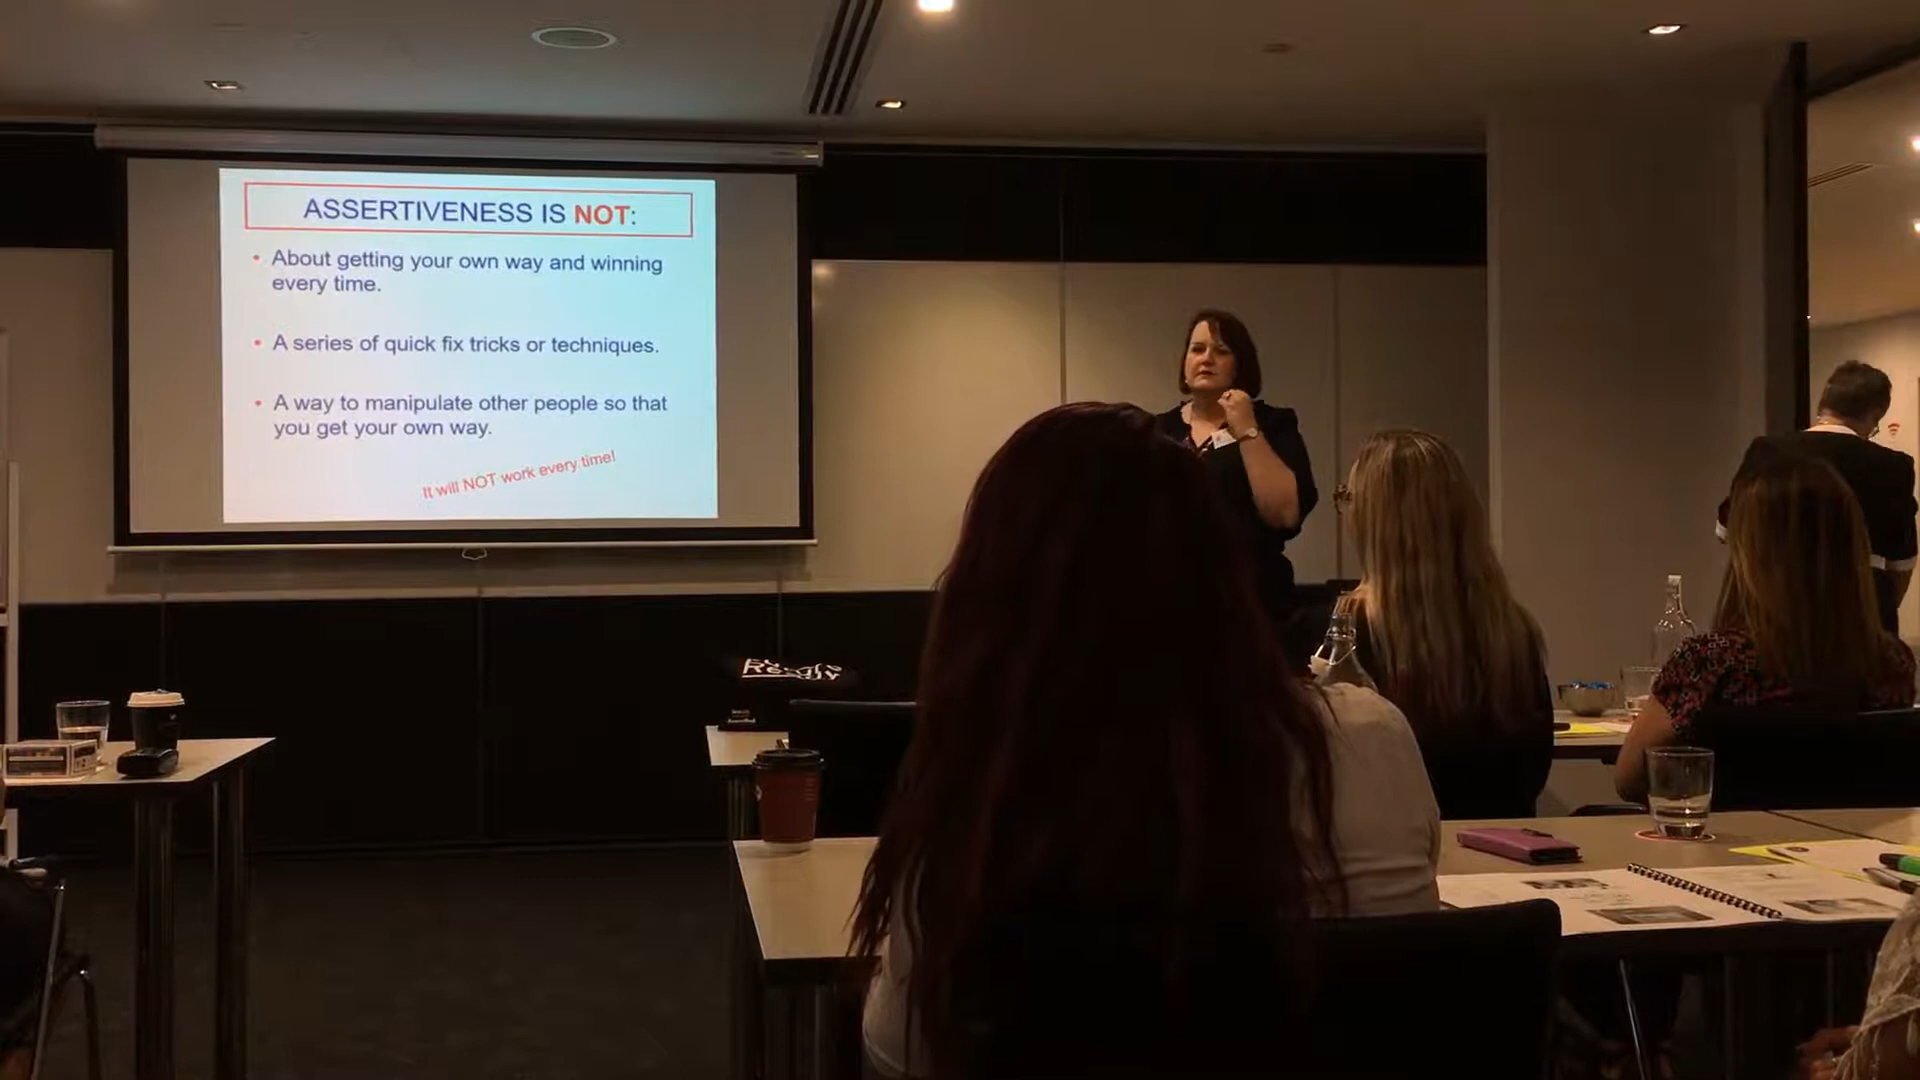 ASSERTIVENESS IS NOT:
• About getting your own way and winning
every time.
• A series of quick fix tricks or techniques.
• A way to manipulate other people so that
you get your own way.
It will NOT work every time!